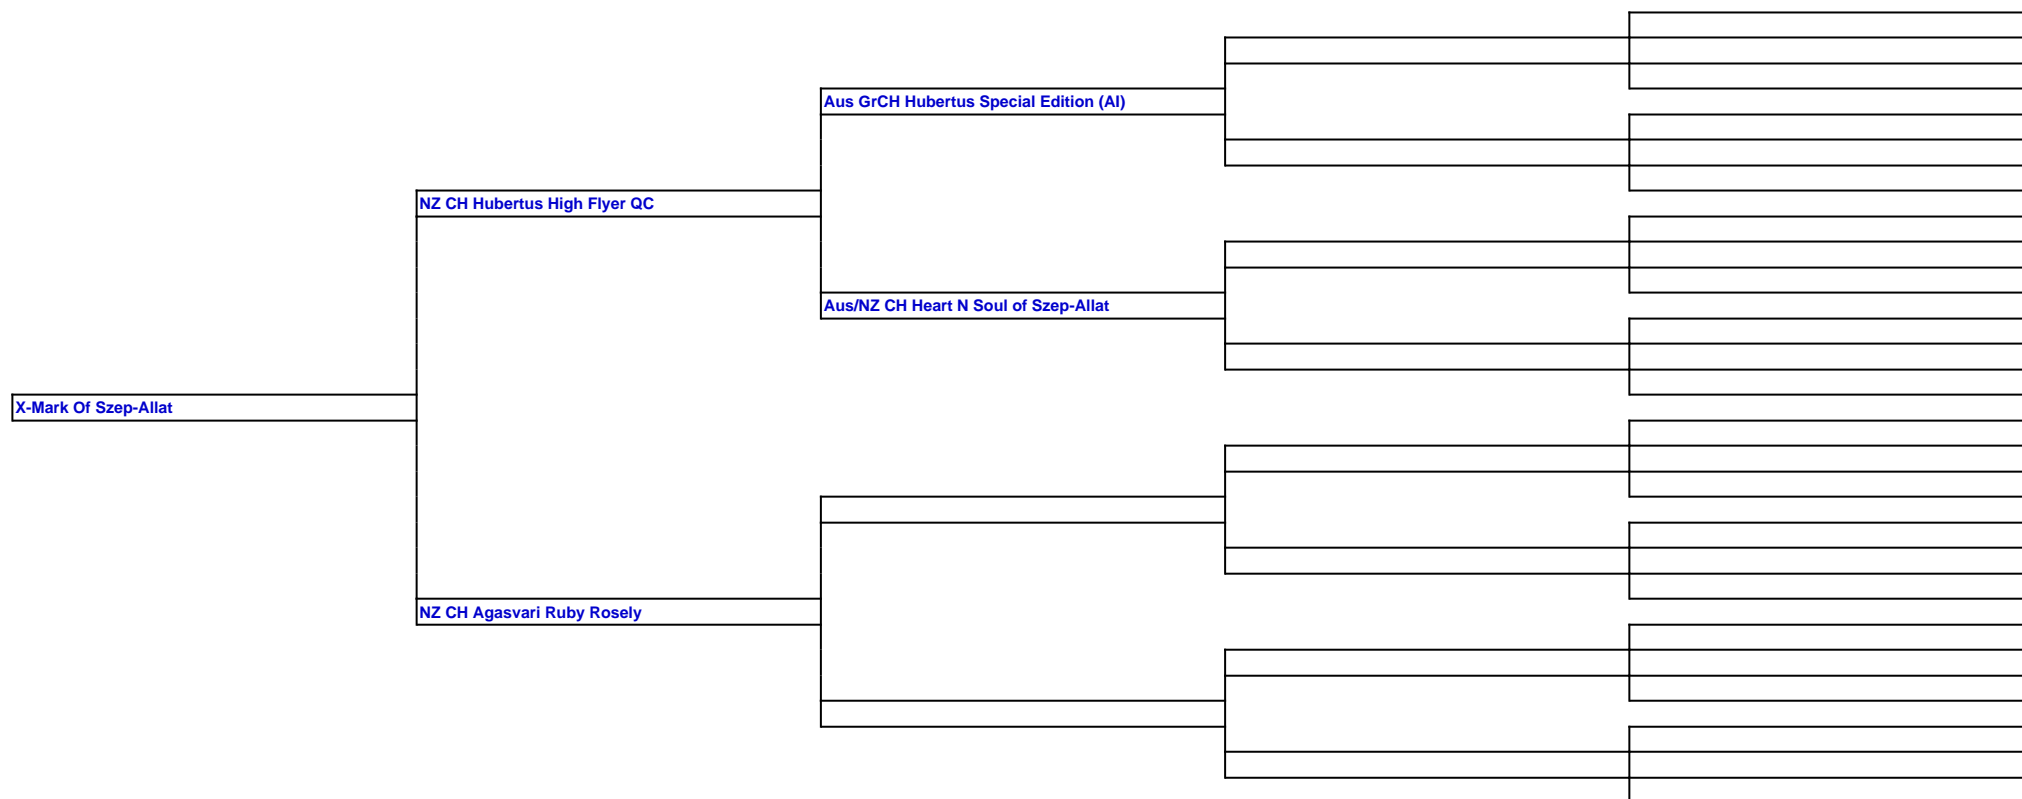 Aus GrCH Hubertus Special Edition (AI)
NZ CH Hubertus High Flyer QC
Aus/NZ CH Heart N Soul of Szep-Allat
X-Mark Of Szep-Allat
NZ CH Agasvari Ruby Rosely